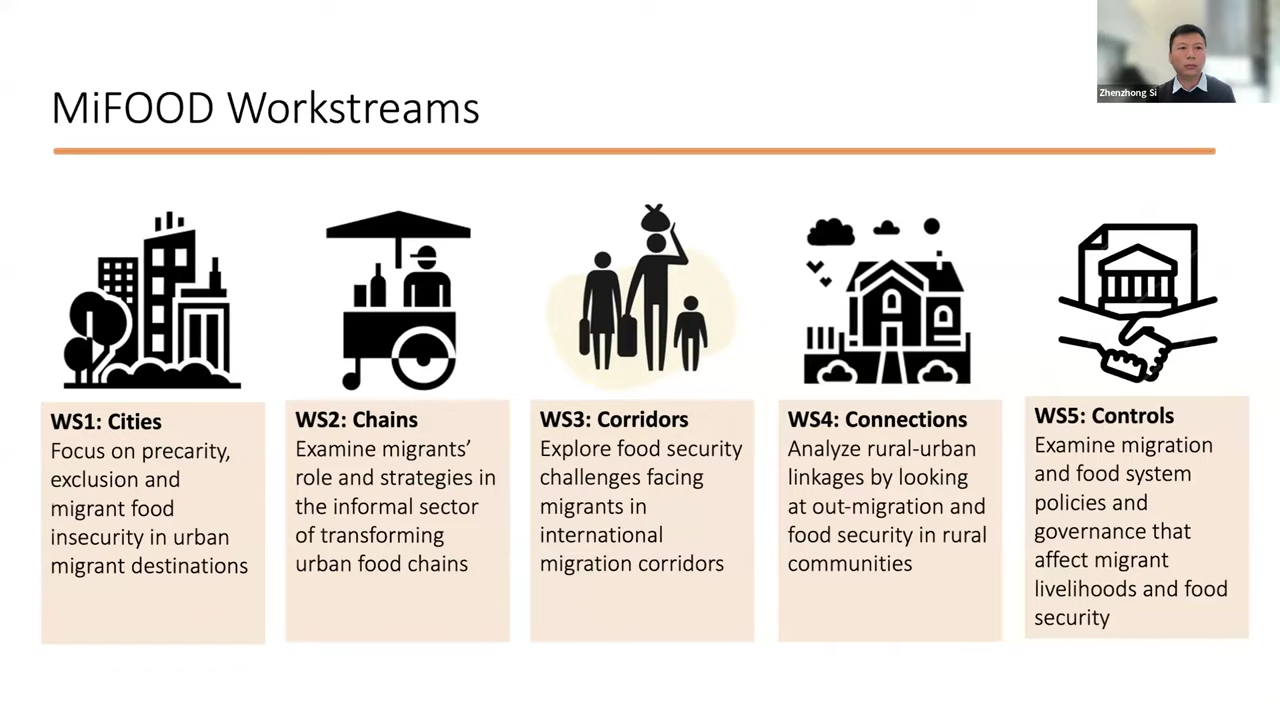 Zhenzhong Si
MiFOOD Workstreams
WS1: Cities
Focus on precarity,
exclusion and
migrant food
insecurity in urban
migrant destinations
WS2: Chains
Examine migrants’
role and strategies in
the informal sector
of transforming
urban food chains
WS3: Corridors
Explore food security
challenges facing
migrants in
international
migration corridors
WS4: Connections
Analyze rural-urban
linkages by looking
at out-migration and
food security in rural
communities
WS5: Controls
Examine migration
and food system
policies and
governance that
affect migrant
livelihoods and food
security